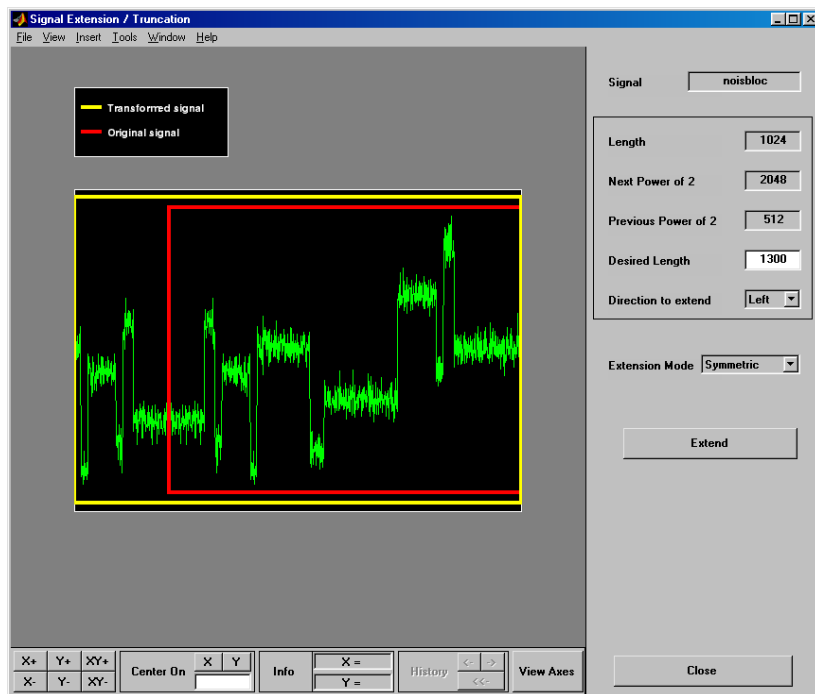 Signal Extension / Truncation
File View Insert Tools Window Help
Transformed signal
Original signal
Signal noisbloc
Length 1024
Next Power of 2 2048
Previous Power of 2 512
Desired Length 1300
Direction to extend Left
Extension Mode Symmetric
Extend
X+ Y+ XY+
X- Y- XY-
Center On X Y
Info X =
Y =
History <- ->
<<-
View Axes
Close